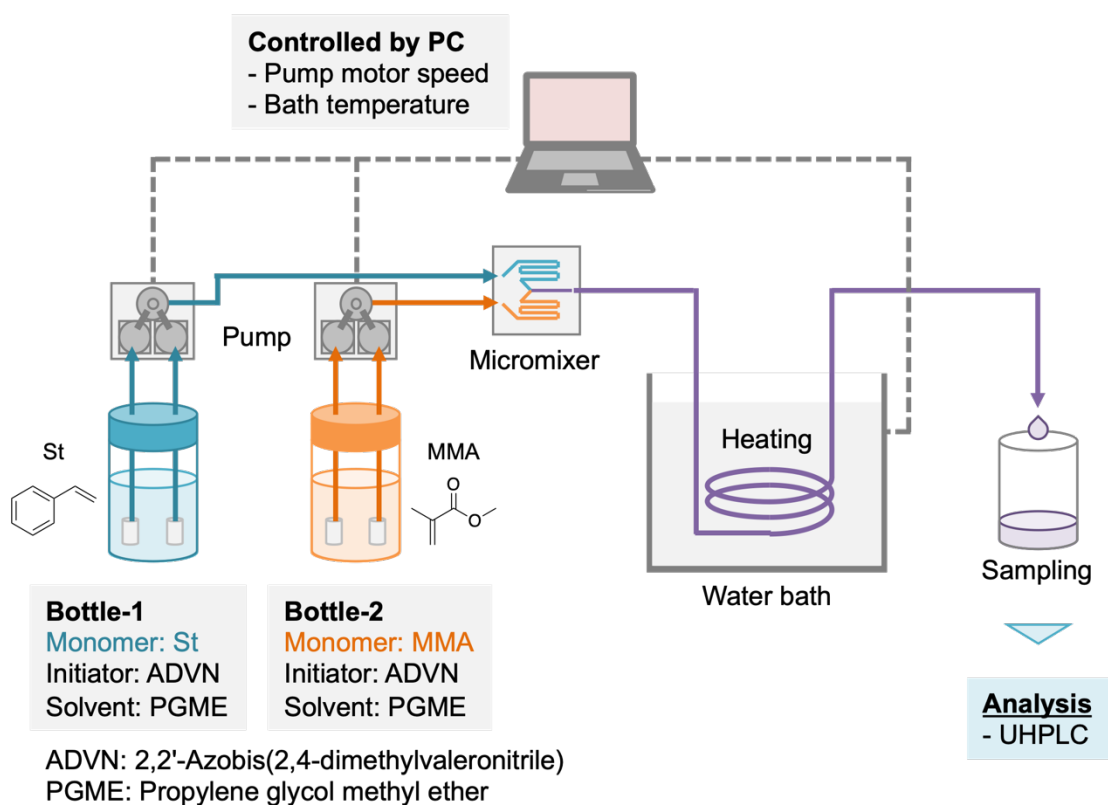 Controlled by PC
- Pump motor speed
- Bath temperature
Pump
Micromixer
St
MMA
O
O
Heating
Water bath
Sampling
Bottle-1
Monomer: St
Initiator: ADVN
Solvent: PGME
Bottle-2
Monomer: MMA
Initiator: ADVN
Solvent: PGME
Analysis
- UHPLC
ADVN: 2,2'-Azobis(2,4-dimethylvaleronitrile)
PGME: Propylene glycol methyl ether